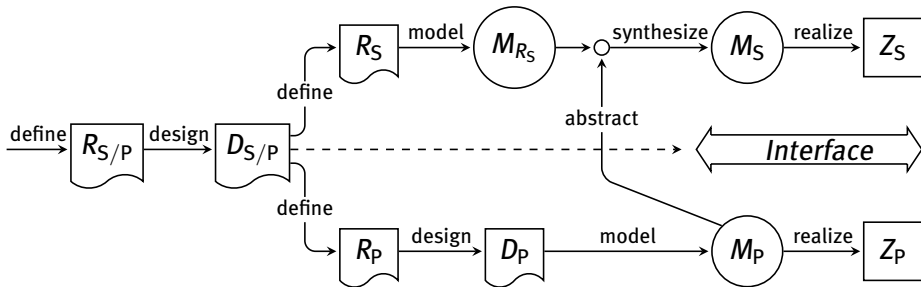 R_S model M_{R_S} synthesize M_S realize Z_S
define
abstract
define R_{S/P} design D_{S/P} Interface
define
R_P design D_P model M_P realize Z_P